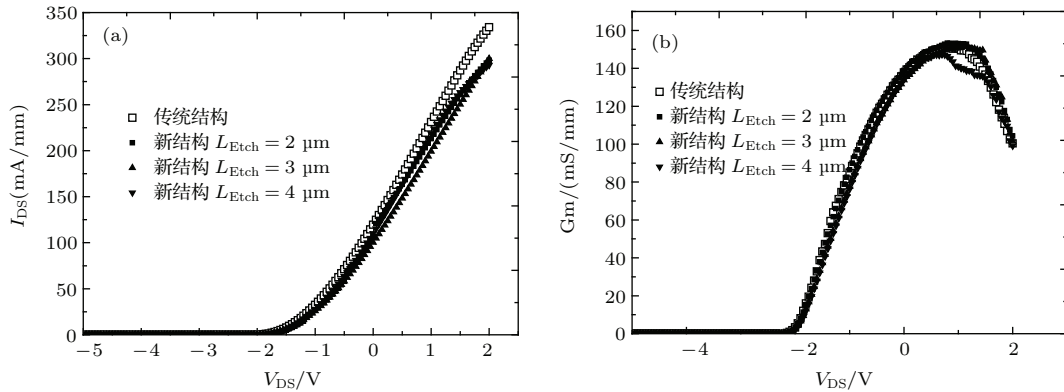 (a)
350
300
250
200
150
100
50
0
I_DS(mA/mm)
传统结构
新结构 L_Etch = 2 µm
新结构 L_Etch = 3 µm
新结构 L_Etch = 4 µm
−5 −4 −3 −2 −1 0 1 2
V_DS/V
(b)
160
140
120
100
80
60
40
20
0
Gm/(mS/mm)
传统结构
新结构 L_Etch = 2 µm
新结构 L_Etch = 3 µm
新结构 L_Etch = 4 µm
−4 −2 0 2
V_DS/V